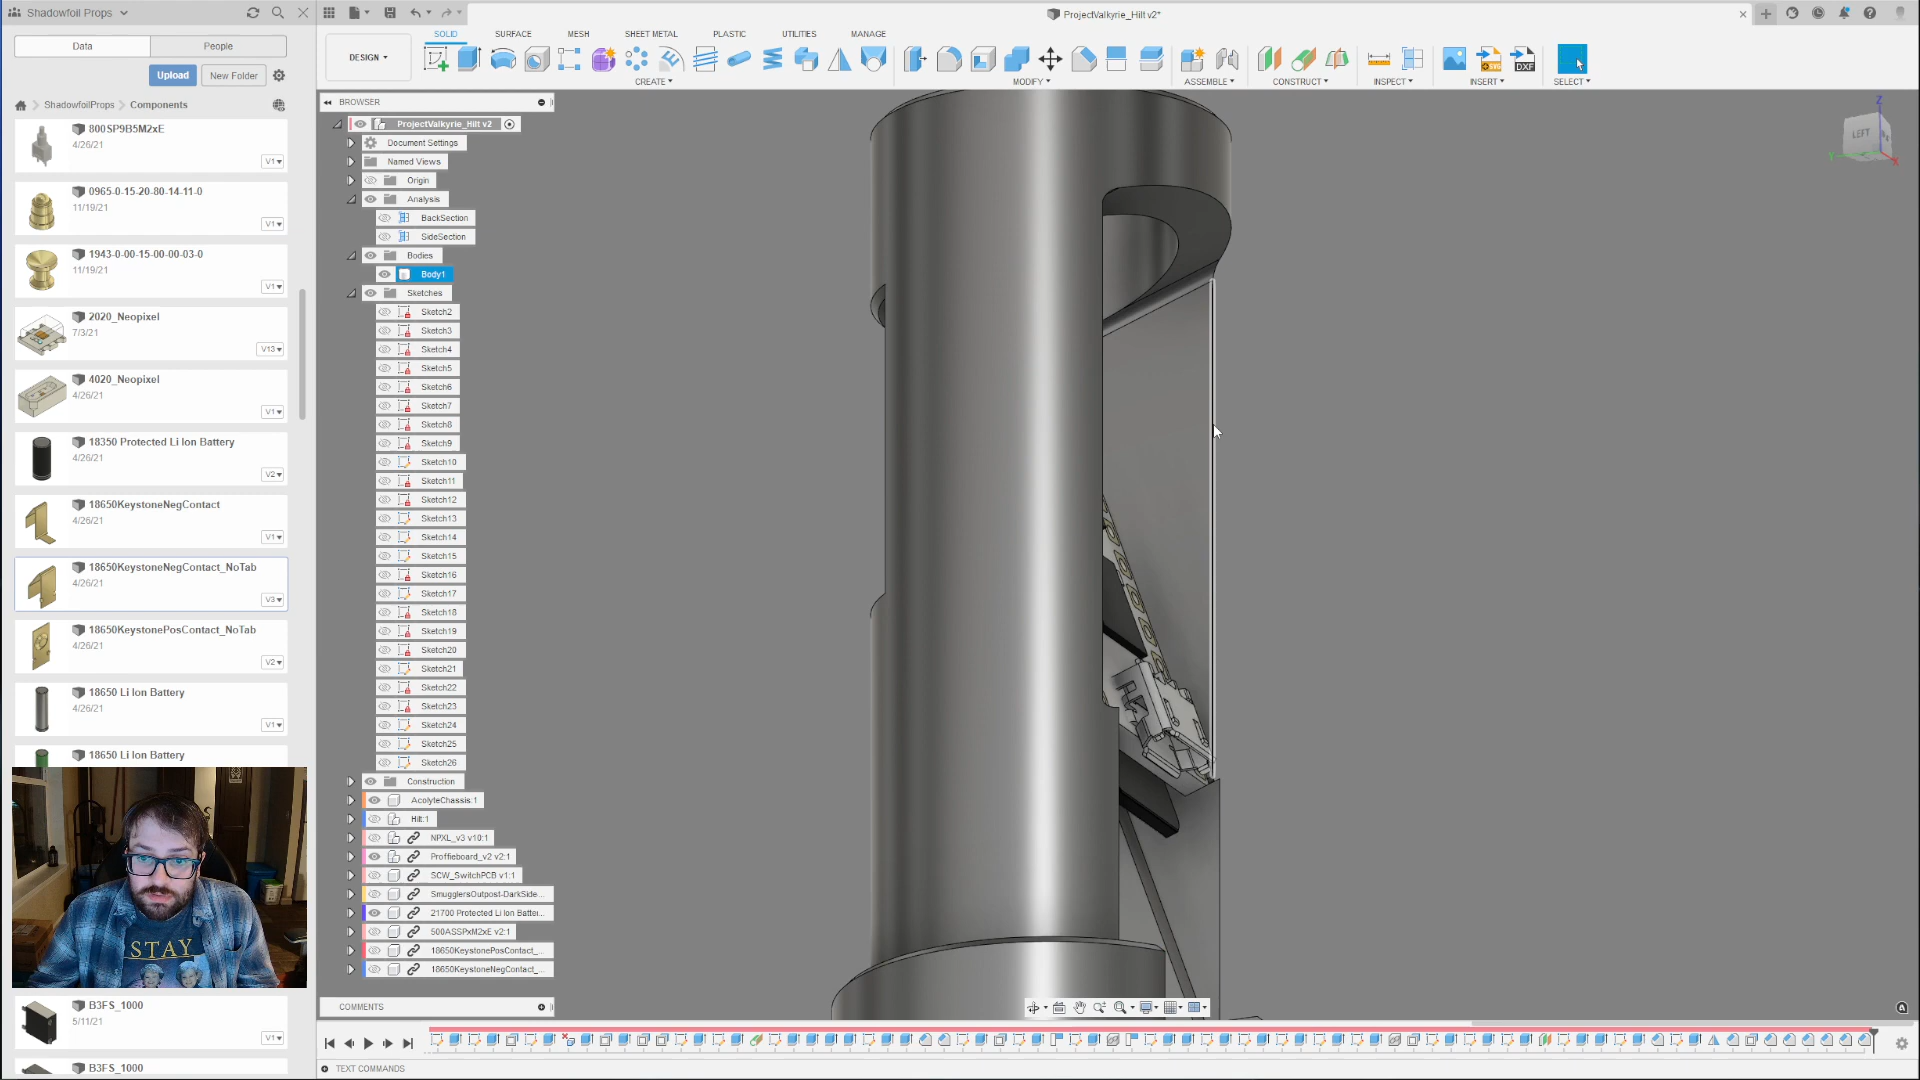 Shadowfoil Props
ProjectValkyrie_Hilt v2*
Data
People
Upload
New Folder
ShadowfoilProps
Components
DESIGN
SOLID
SURFACE
MESH
SHEET METAL
PLASTIC
UTILITIES
MANAGE
CREATE
MODIFY
ASSEMBLE
CONSTRUCT
INSPECT
INSERT
SELECT
800SP9B5M2xE
4/26/21
V1
0965-0-15-20-80-14-11-0
11/19/21
V1
1943-0-00-15-00-00-03-0
11/19/21
V1
2020_Neopixel
7/3/21
V13
4020_Neopixel
4/26/21
V1
18350 Protected Li Ion Battery
4/26/21
V2
18650KeystoneNegContact
4/26/21
V1
18650KeystoneNegContact_NoTab
4/26/21
V3
18650KeystonePosContact_NoTab
4/26/21
V2
18650 Li Ion Battery
4/26/21
V1
18650 Li Ion Battery
B3FS_1000
5/11/21
V1
B3FS_1000
STAY
GOLDEN
BROWSER
ProjectValkyrie_Hilt v2
Document Settings
Named Views
Origin
Analysis
BackSection
SideSection
Bodies
Body1
Sketches
Sketch2
Sketch3
Sketch4
Sketch5
Sketch6
Sketch7
Sketch8
Sketch9
Sketch10
Sketch11
Sketch12
Sketch13
Sketch14
Sketch15
Sketch16
Sketch17
Sketch18
Sketch19
Sketch20
Sketch21
Sketch22
Sketch23
Sketch24
Sketch25
Sketch26
Construction
AcolyteChassis:1
Hilt:1
NPXL_v3 v10:1
Proffieboard_v2 v2:1
SCW_SwitchPCB v1:1
SmugglersOutpost-DarkSide...
21700 Protected Li Ion Batter...
500ASSPxM2xE v2:1
18650KeystonePosContact_...
18650KeystoneNegContact_...
COMMENTS
TEXT COMMANDS
Z
LEFT
Y
X